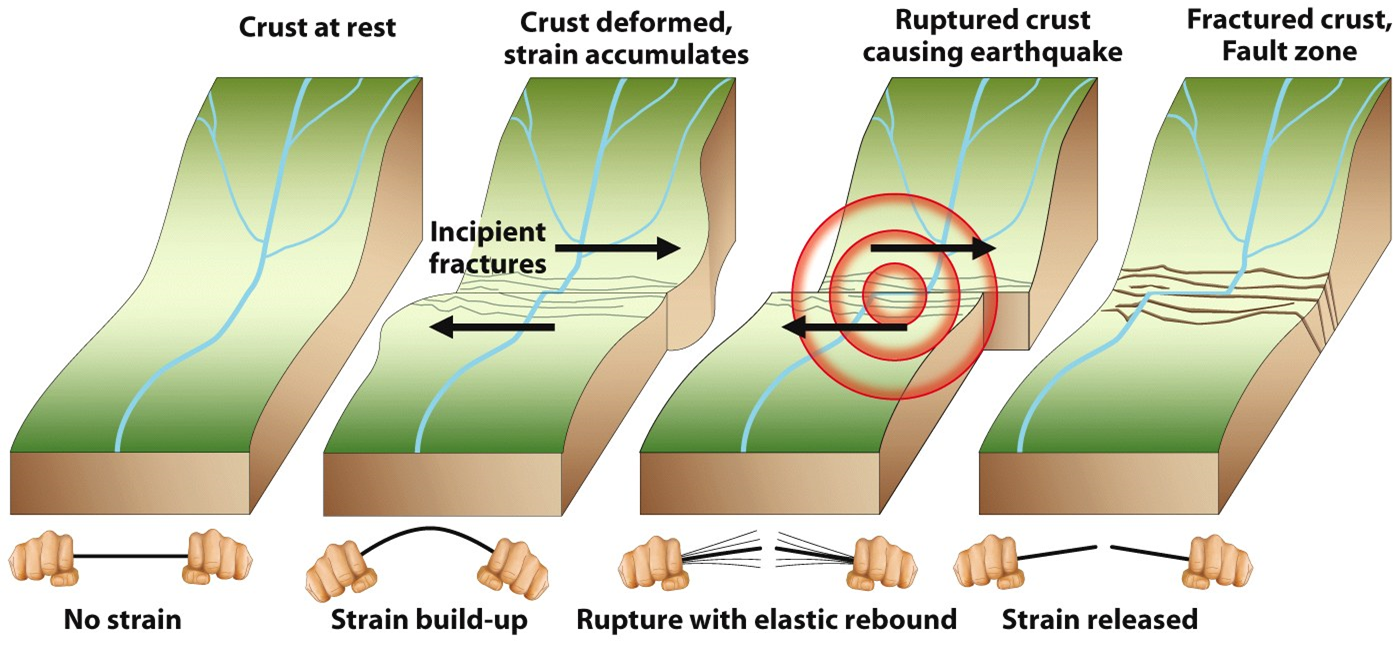 Crust at rest
Crust deformed,
strain accumulates
Ruptured crust
causing earthquake
Fractured crust,
Fault zone
Incipient
fractures
No strain
Strain build-up
Rupture with elastic rebound
Strain released